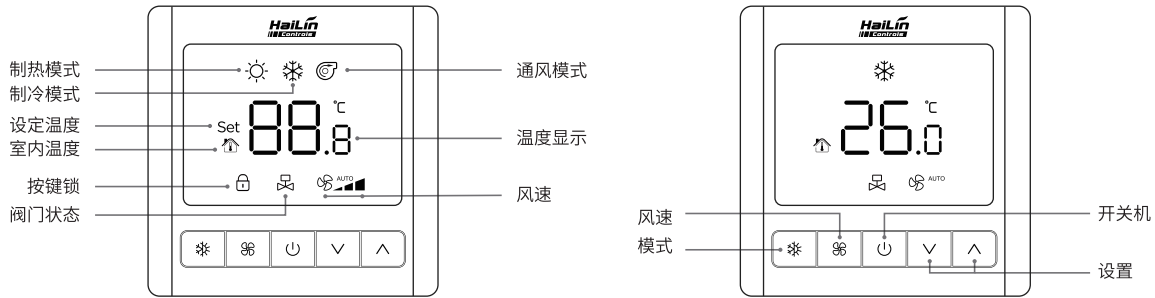 HaiLin
Controls
制热模式
制冷模式
设定温度
室内温度
按键锁
阀门状态
Set
88.8
℃
AUTO
通风模式
温度显示
风速
HaiLin
Controls
26.0
℃
AUTO
风速
模式
开关机
设置